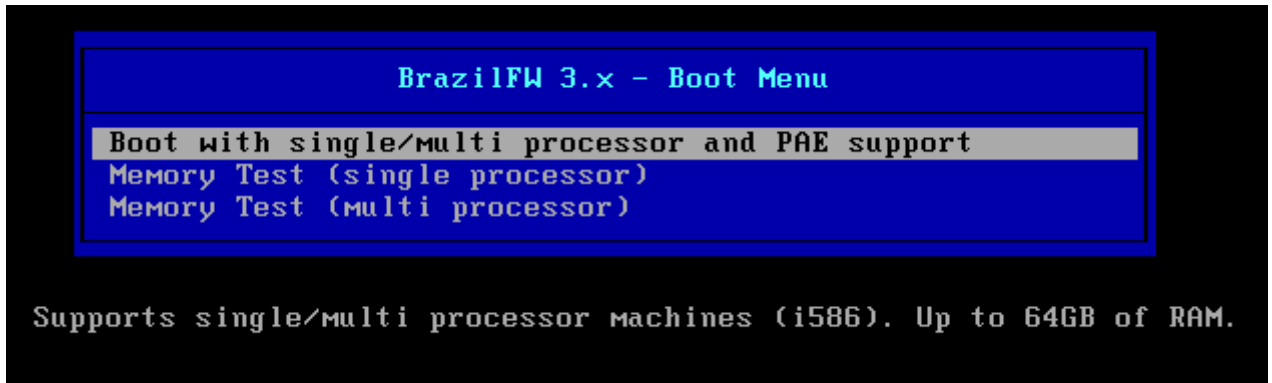 BrazilFW 3.x - Boot Menu
Boot with single/multi processor and PAE support
Memory Test (single processor)
Memory Test (multi processor)
Supports single/multi processor machines (i586). Up to 64GB of RAM.